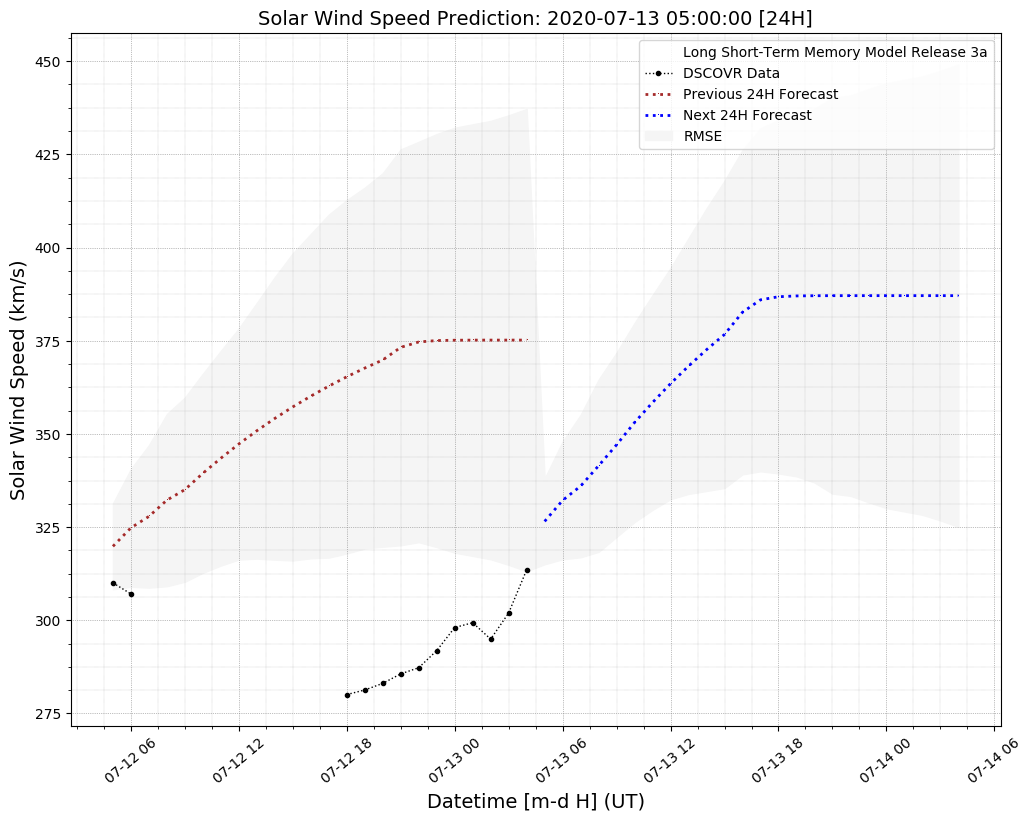 Solar Wind Speed Prediction: 2020-07-13 05:00:00 [24H]
Long Short-Term Memory Model Release 3a
DSCOVR Data
Previous 24H Forecast
Next 24H Forecast
RMSE
Solar Wind Speed (km/s)
450
425
400
375
350
325
300
275
07-12 06
07-12 12
07-12 18
07-13 00
07-13 06
07-13 12
07-13 18
07-14 00
07-14 06
Datetime [m-d H] (UT)